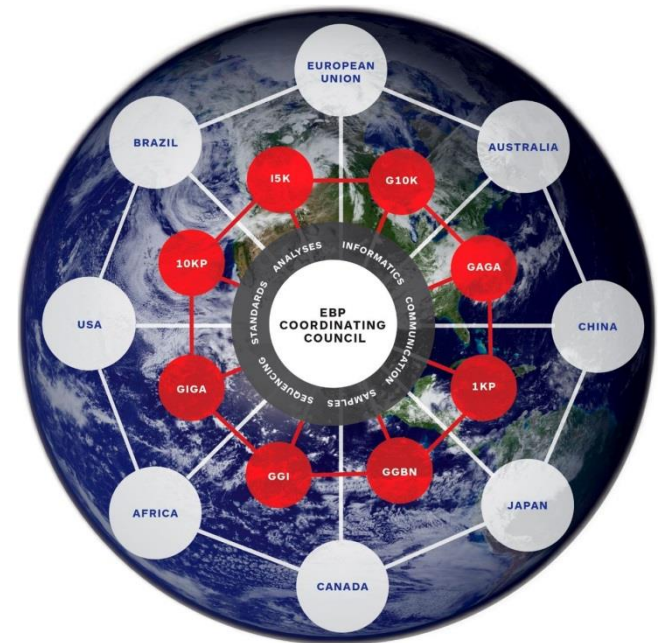 EUROPEAN
UNION
BRAZIL
AUSTRALIA
I5K
G10K
10KP
GAGA
ANALYSES
INFORMATICS
STANDARDS
COMMUNICATION
SEQUENCING
SAMPLES
EBP
COORDINATING
COUNCIL
USA
CHINA
GIGA
1KP
GGI
GGBN
AFRICA
JAPAN
CANADA